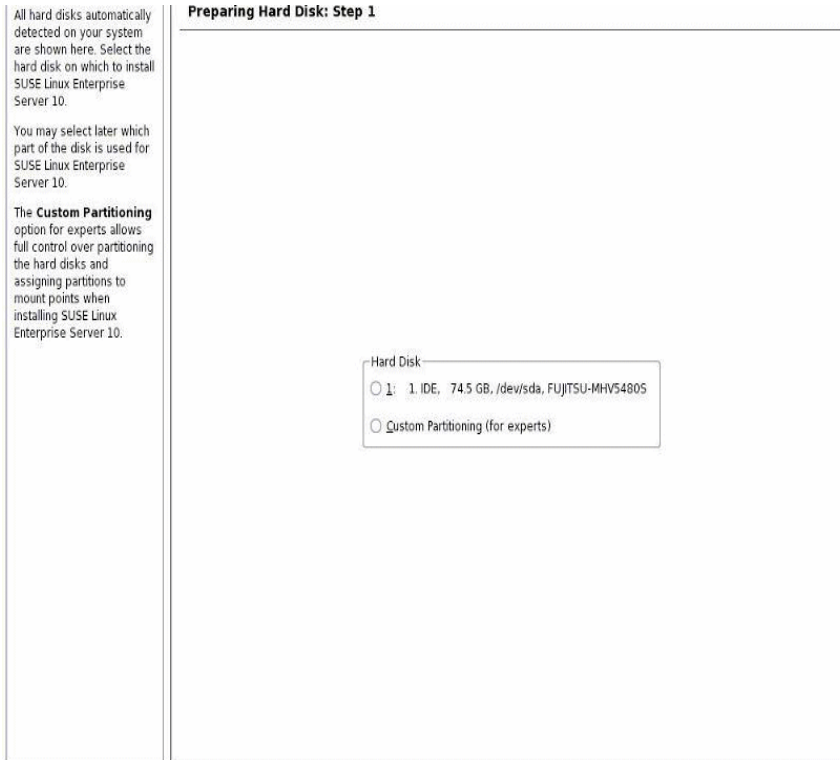 All hard disks automatically
detected on your system
are shown here. Select the
hard disk on which to install
SUSE Linux Enterprise
Server 10.
You may select later which
part of the disk is used for
SUSE Linux Enterprise
Server 10.
The Custom Partitioning
option for experts allows
full control over partitioning
the hard disks and
assigning partitions to
mount points when
installing SUSE Linux
Enterprise Server 10.
Preparing Hard Disk: Step 1
Hard Disk
1: 1. IDE, 74.5 GB, /dev/sda, FUJITSU-MHV5480S
Custom Partitioning (for experts)